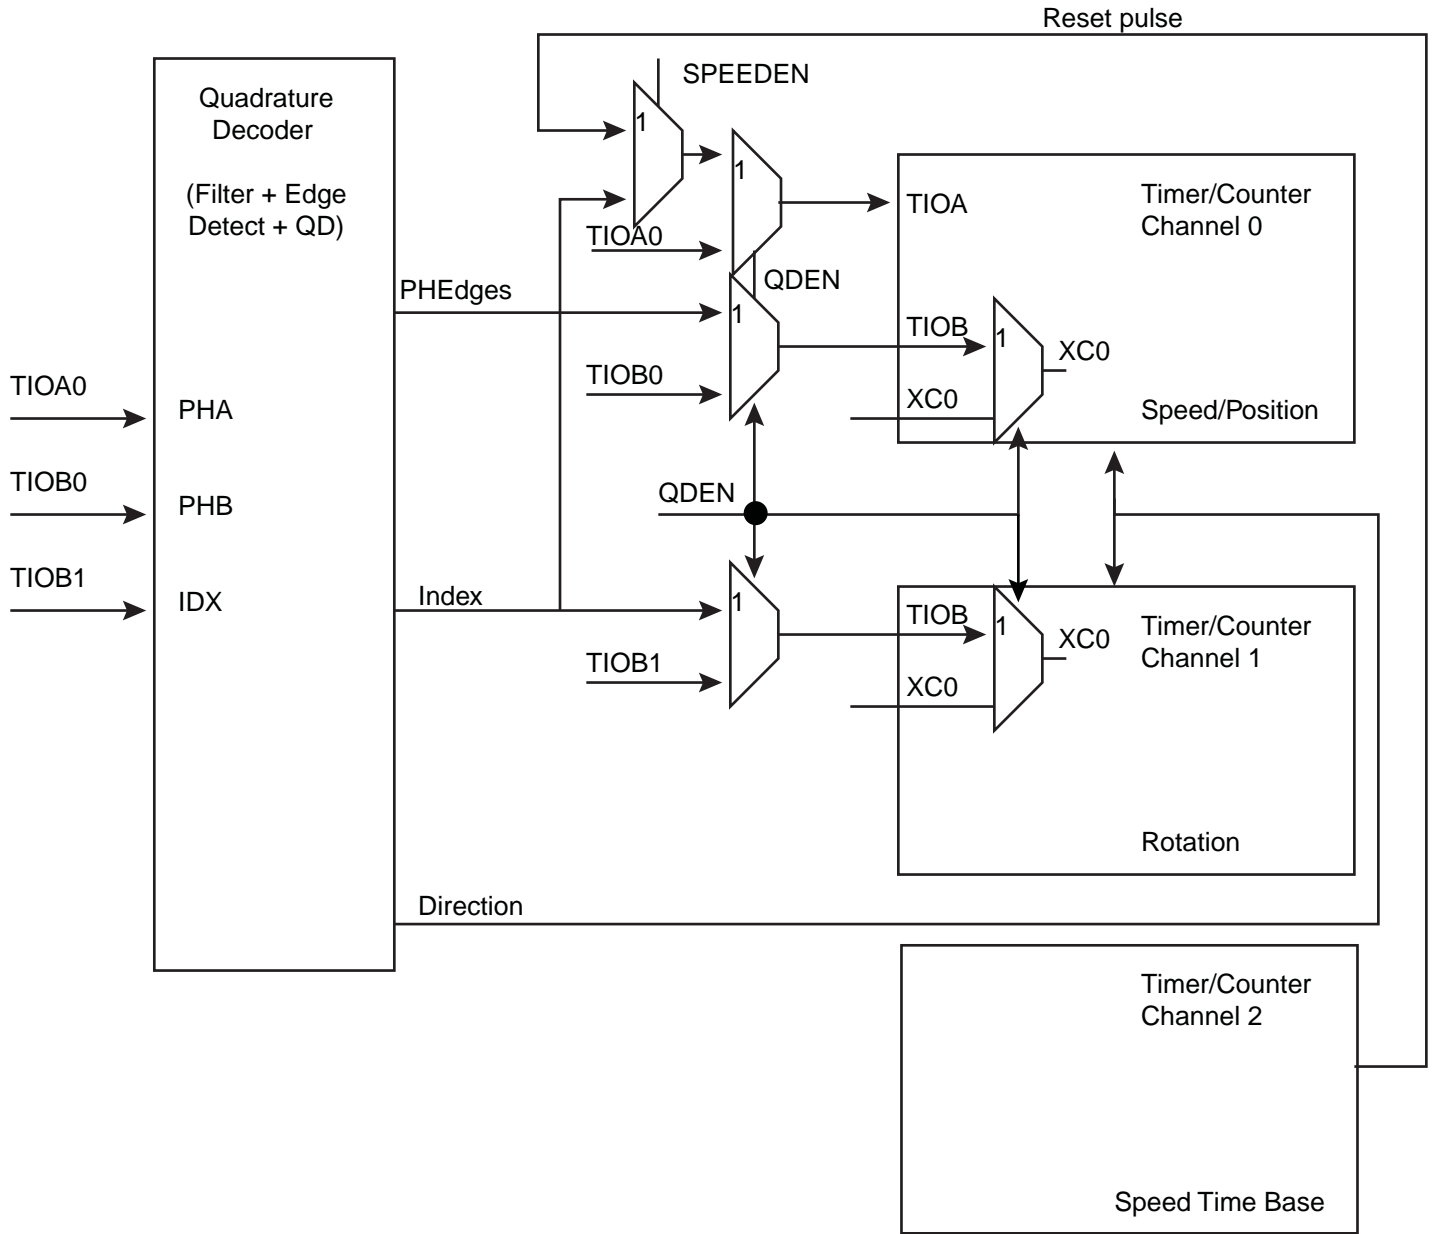 Reset pulse
SPEEDEN
Quadrature
Decoder
(Filter + Edge
Detect + QD)
1
1
TIOA
Timer/Counter
Channel 0
TIOA0
QDEN
PHEdges
1
TIOB
1
XC0
TIOB0
XC0
Speed/Position
TIOA0
PHA
TIOB0
PHB
QDEN
TIOB1
IDX
Index
1
TIOB
1
XC0
Timer/Counter
Channel 1
TIOB1
XC0
Rotation
Direction
Timer/Counter
Channel 2
Speed Time Base